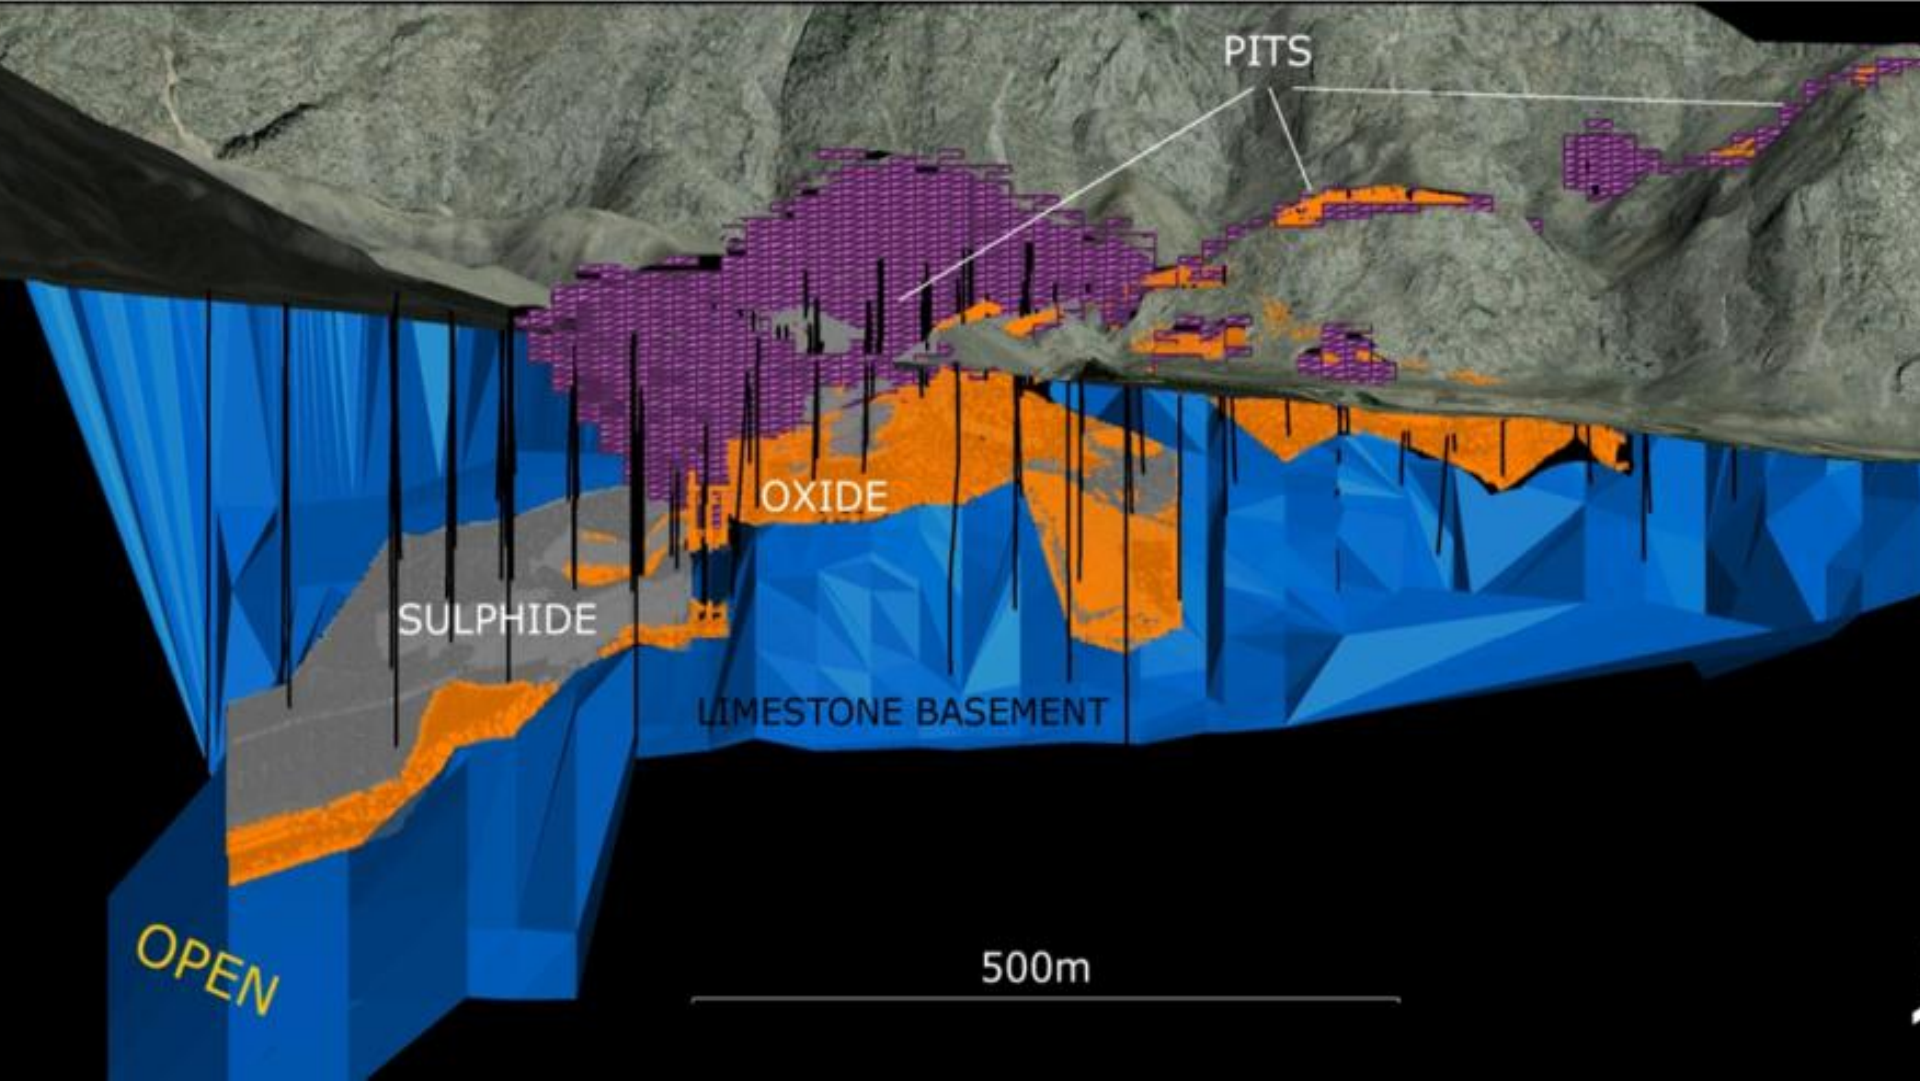 PITS
OXIDE
SULPHIDE
LIMESTONE BASEMENT
OPEN
500m